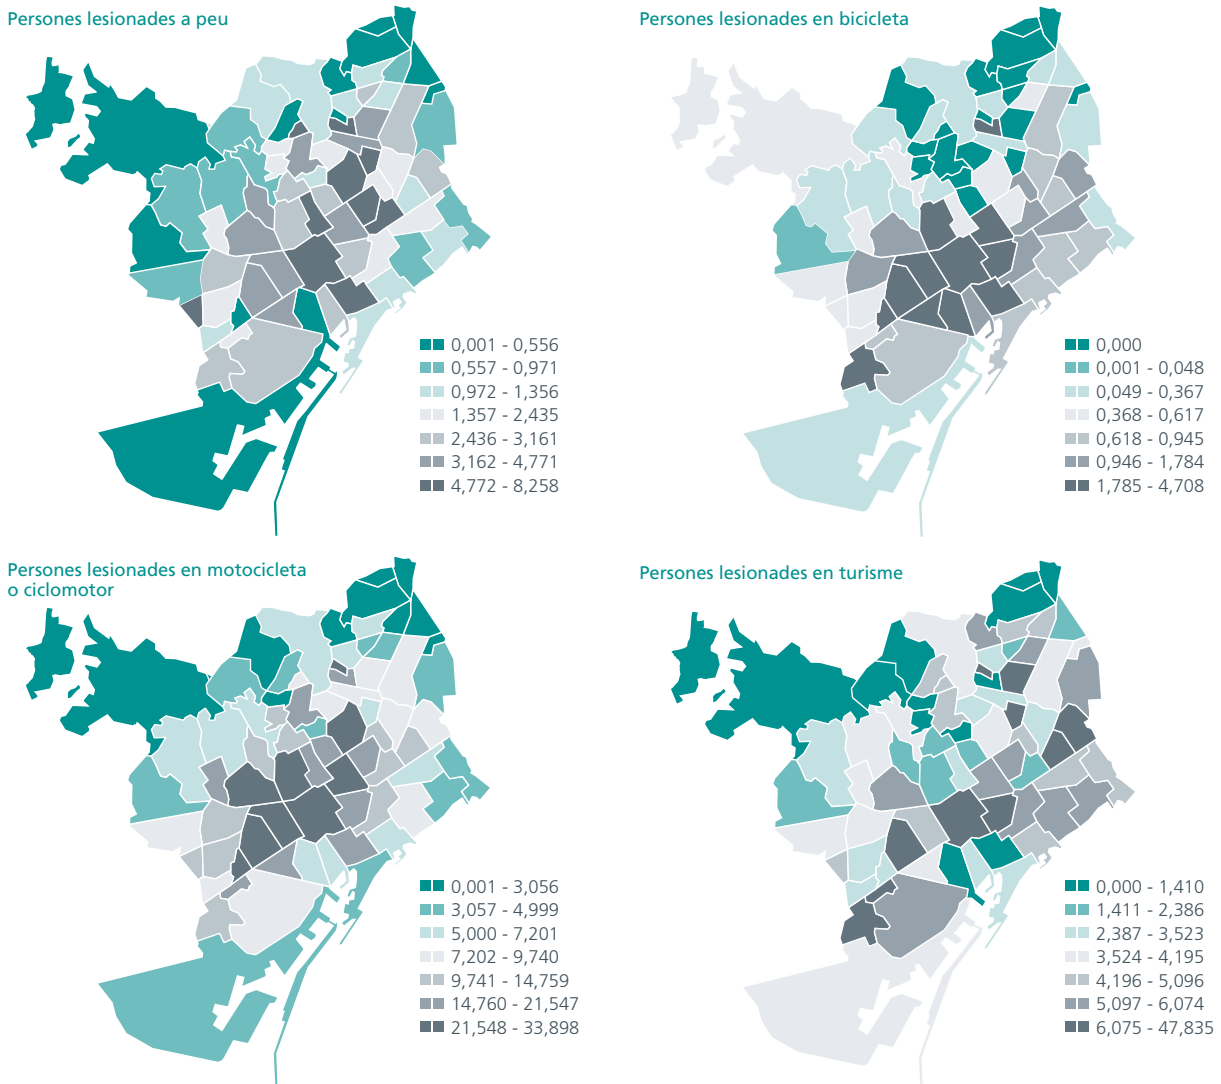 Persones lesionades a peu
0,001 - 0,556
0,557 - 0,971
0,972 - 1,356
1,357 - 2,435
2,436 - 3,161
3,162 - 4,771
4,772 - 8,258
Persones lesionades en bicicleta
0,000
0,001 - 0,048
0,049 - 0,367
0,368 - 0,617
0,618 - 0,945
0,946 - 1,784
1,785 - 4,708
Persones lesionades en motocicleta
o ciclomotor
0,001 - 3,056
3,057 - 4,999
5,000 - 7,201
7,202 - 9,740
9,741 - 14,759
14,760 - 21,547
21,548 - 33,898
Persones lesionades en turisme
0,000 - 1,410
1,411 - 2,386
2,387 - 3,523
3,524 - 4,195
4,196 - 5,096
5,097 - 6,074
6,075 - 47,835